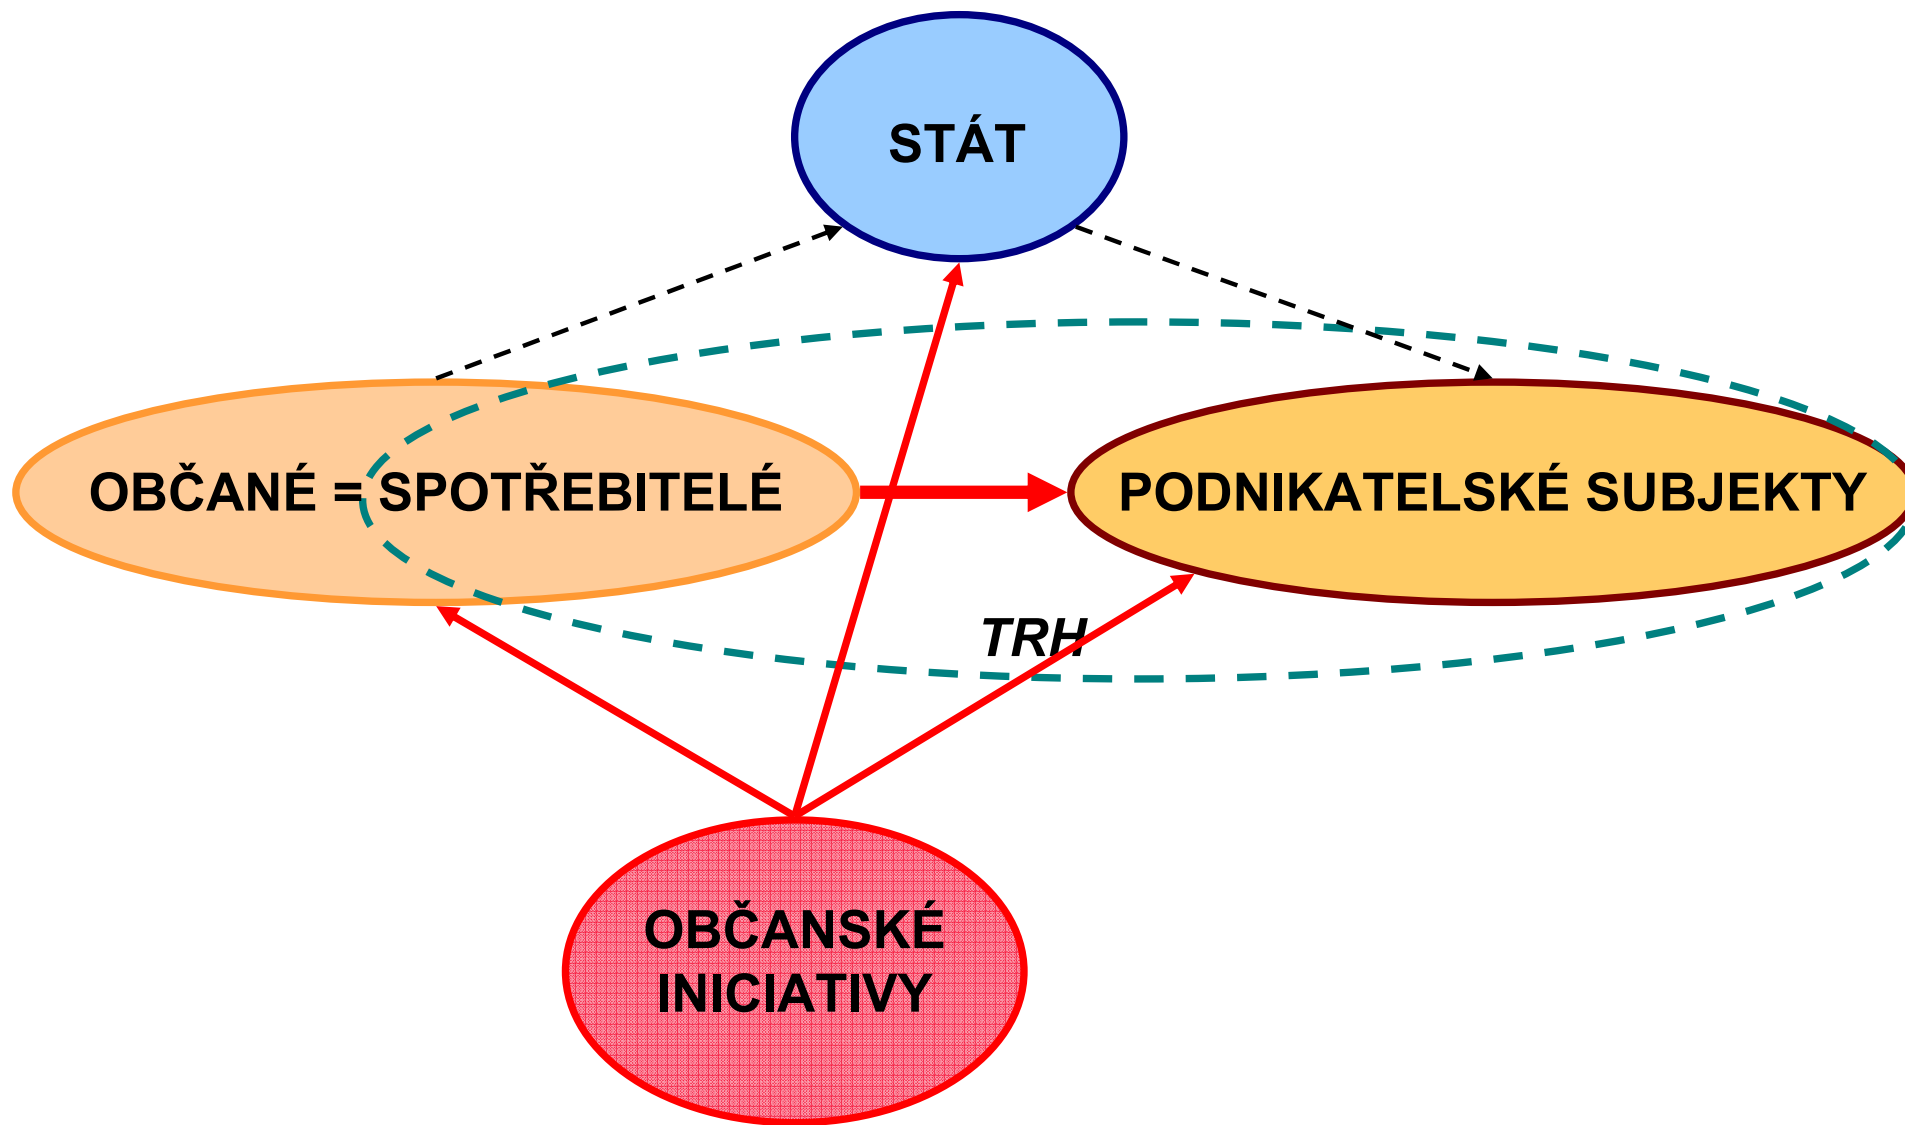 STÁT
OBČANÉ = SPOTŘEBITELÉ
PODNIKATELSKÉ SUBJEKTY
TRH
OBČANSKÉ
INICIATIVY